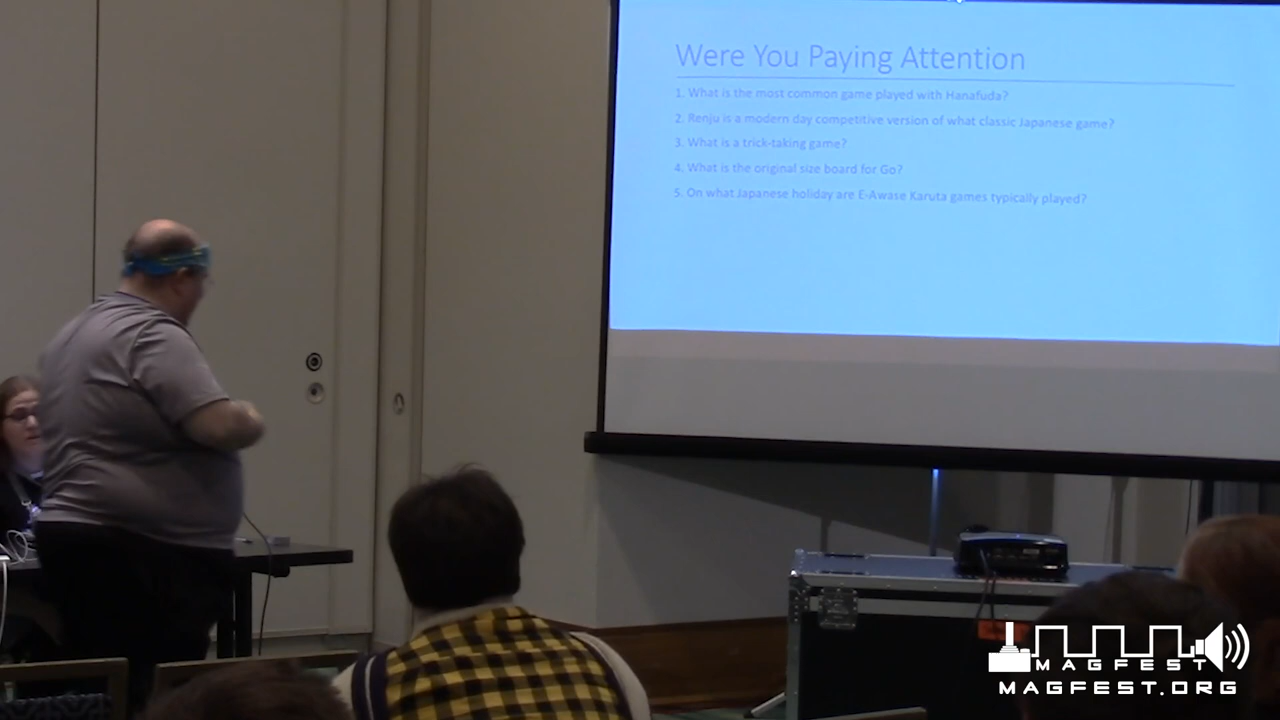 Were You Paying Attention
1. What is the most common game played with Hanafuda?
2. Renju is a modern day competitive version of what classic Japanese game?
3. What is a trick-taking game?
4. What is the original size board for Go?
5. On what Japanese holiday are E-Awase Karuta games typically played?
MAGFEST
MAGFEST.ORG